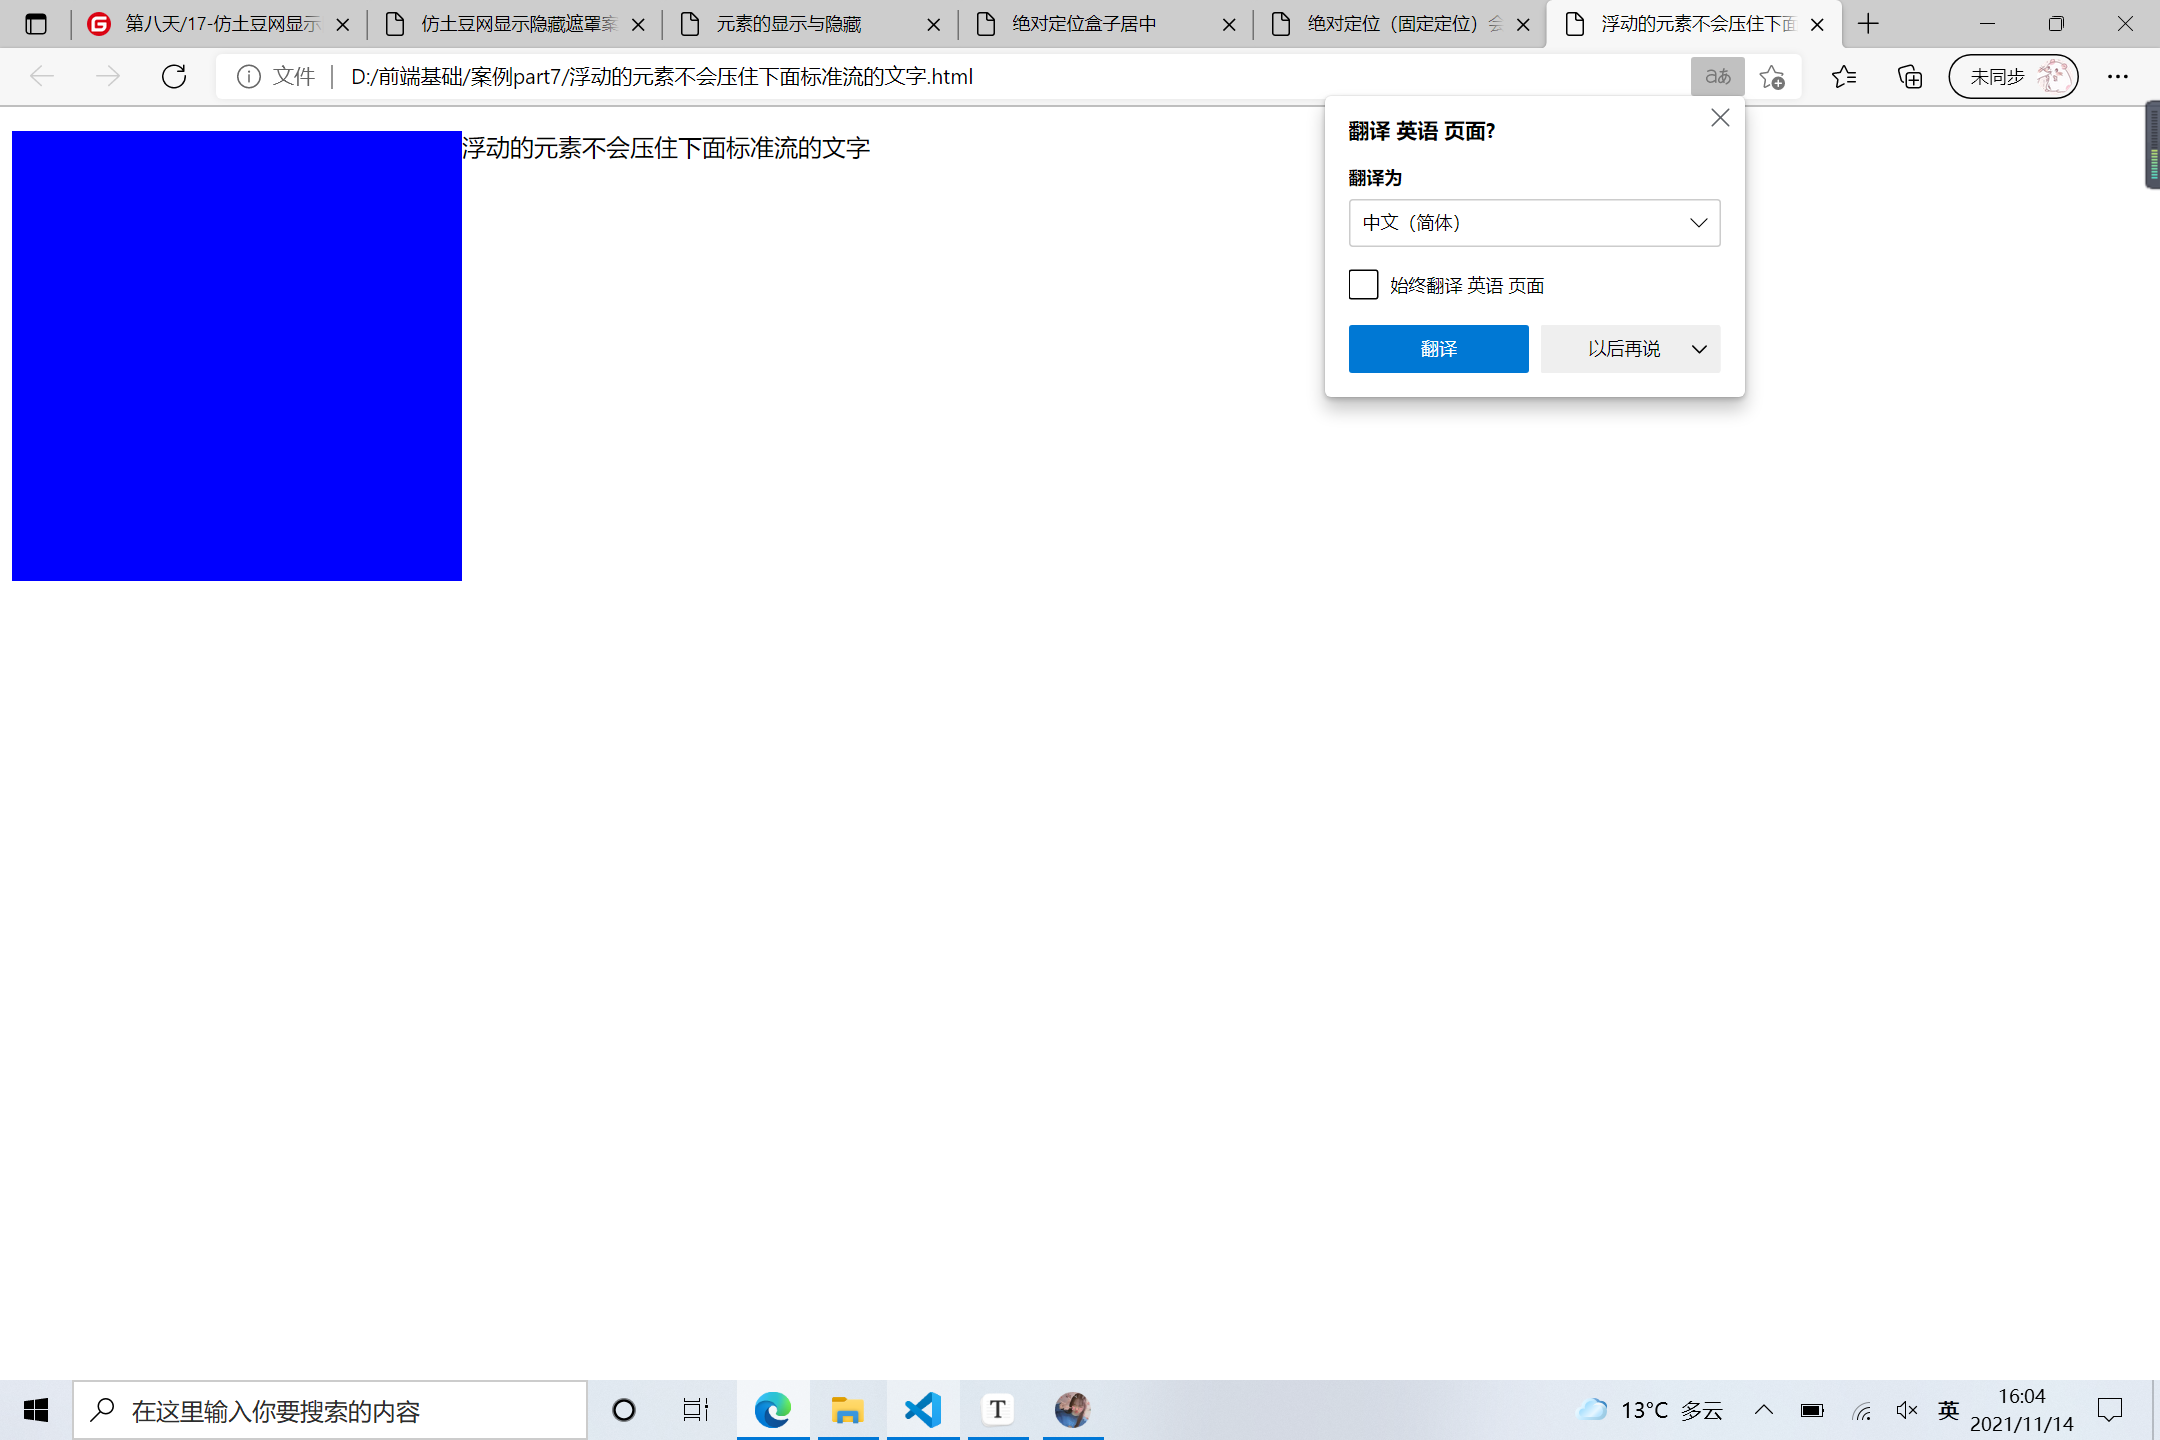 第八天/17-仿土豆网显示
仿土豆网显示隐藏遮罩案
元素的显示与隐藏
绝对定位盒子居中
绝对定位（固定定位）会
浮动的元素不会压住下面
文件
D:/前端基础/案例part7/浮动的元素不会压住下面标准流的文字.html
aあ
未同步
浮动的元素不会压住下面标准流的文字
翻译 英语 页面?
翻译为
中文（简体）
始终翻译 英语 页面
翻译
以后再说
在这里输入你要搜索的内容
T
13°C 多云
英
16:04
2021/11/14